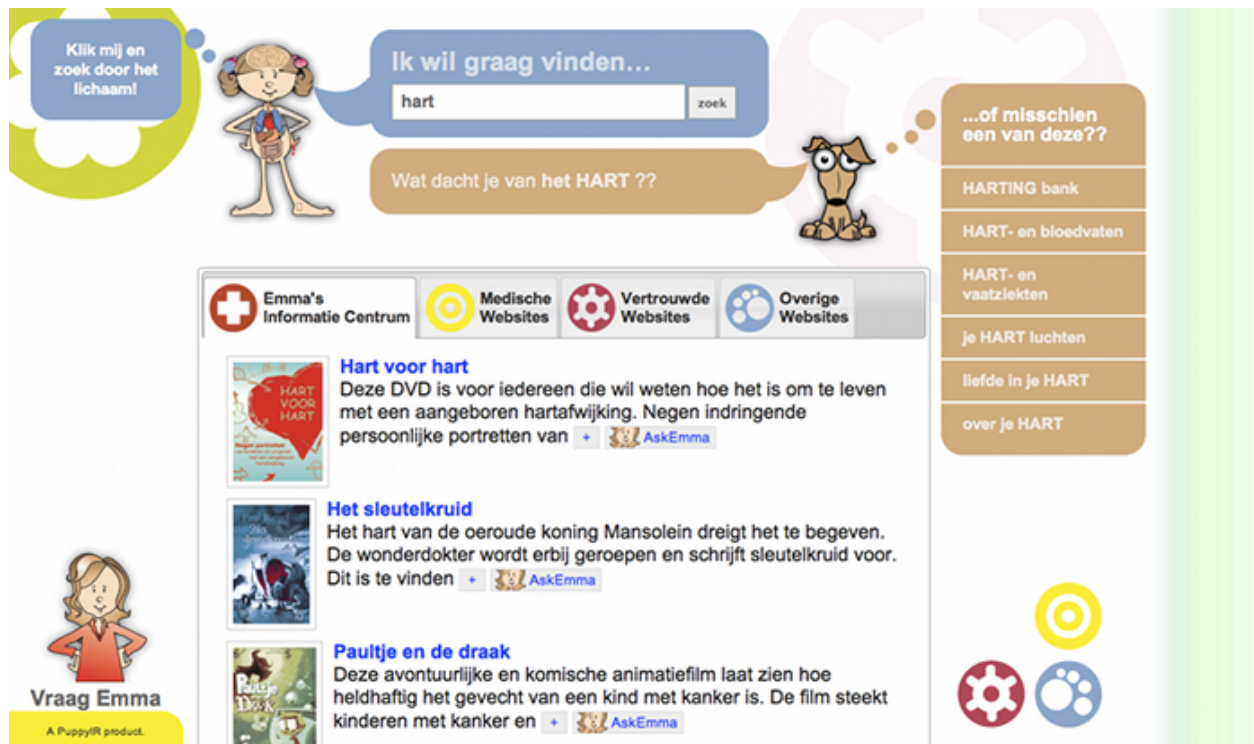 Klik mij en
zoek door het
lichaam!
Ik wil graag vinden...
hart
zoek
Wat dacht je van het HART ??
...of misschien
een van deze??
HARTING bank
HART- en bloedvaten
HART- en
vaatziekten
je HART luchten
liefde in je HART
over je HART
Emma's
Informatie Centrum
Medische
Websites
Vertrouwde
Websites
Overige
Websites
HART
VOOR
HART
Hart voor hart
Deze DVD is voor iedereen die wil weten hoe het is om te leven
met een aangeboren hartafwijking. Negen indringende
persoonlijke portretten van + AskEmma
Het sleutelkruid
Het hart van de oeroude koning Mansolein dreigt het te begeven.
De wonderdokter wordt erbij geroepen en schrijft sleutelkruid voor.
Dit is te vinden + AskEmma
Paultje
Draak
Paultje en de draak
Deze avontuurlijke en komische animatiefilm laat zien hoe
heldhaftig het gevecht van een kind met kanker is. De film steekt
kinderen met kanker en + AskEmma
Vraag Emma
A PuppyIR product.